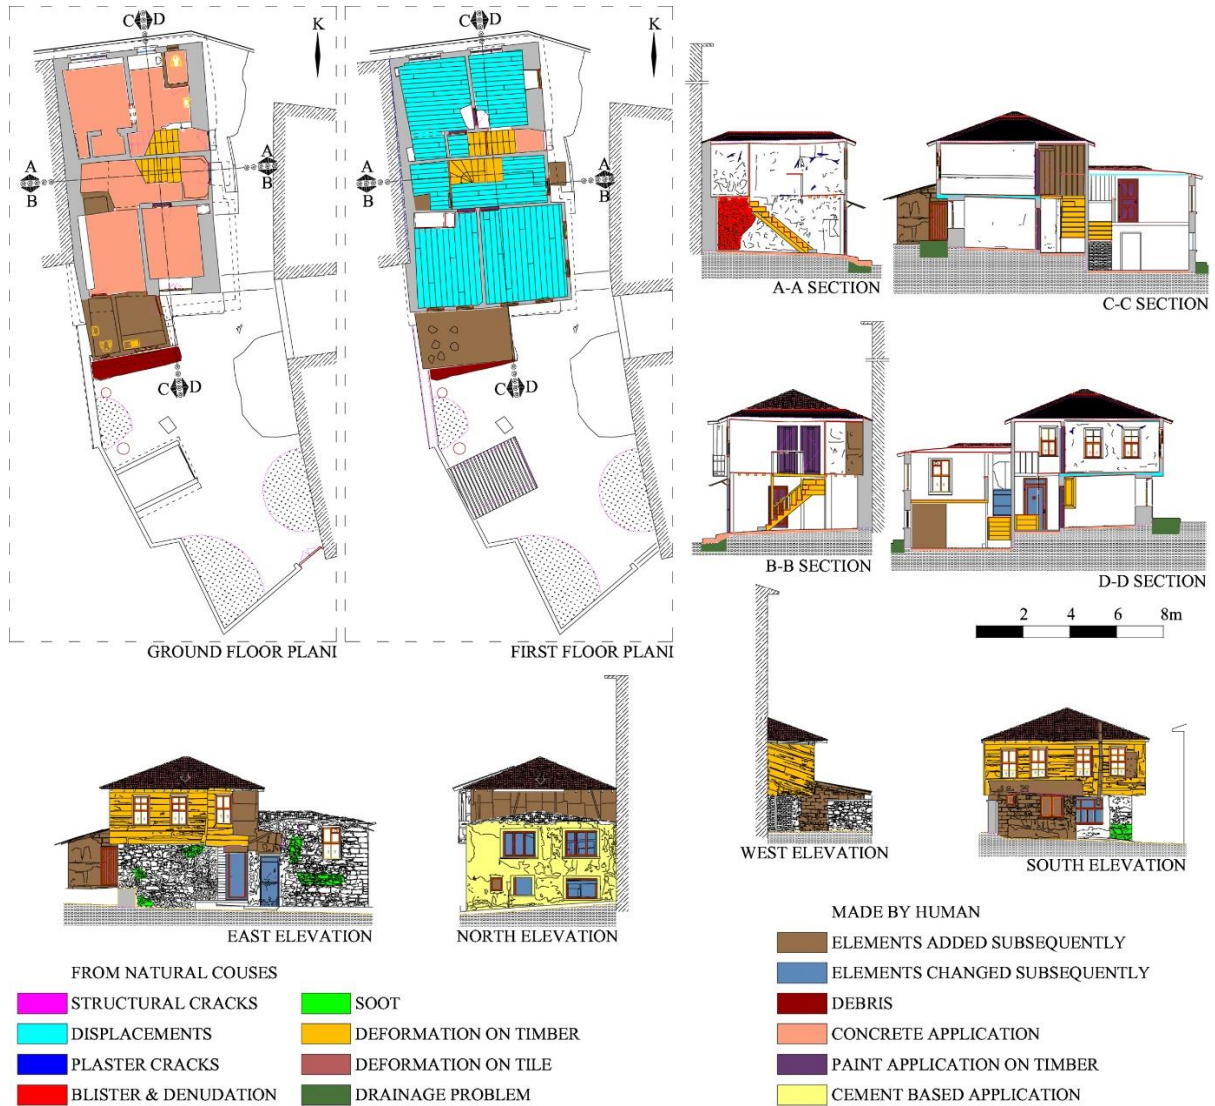 C D
K
C D
K
A
B
A
B
A
B
A
B
C D
C D
GROUND FLOOR PLANI
FIRST FLOOR PLANI
A-A SECTION
C-C SECTION
B-B SECTION
D-D SECTION
2 4 6 8m
EAST ELEVATION
NORTH ELEVATION
WEST ELEVATION
SOUTH ELEVATION
FROM NATURAL COUSES
STRUCTURAL CRACKS
DISPLACEMENTS
PLASTER CRACKS
BLISTER & DENUDATION
SOOT
DEFORMATION ON TIMBER
DEFORMATION ON TILE
DRAINAGE PROBLEM
MADE BY HUMAN
ELEMENTS ADDED SUBSEQUENTLY
ELEMENTS CHANGED SUBSEQUENTLY
DEBRIS
CONCRETE APPLICATION
PAINT APPLICATION ON TIMBER
CEMENT BASED APPLICATION